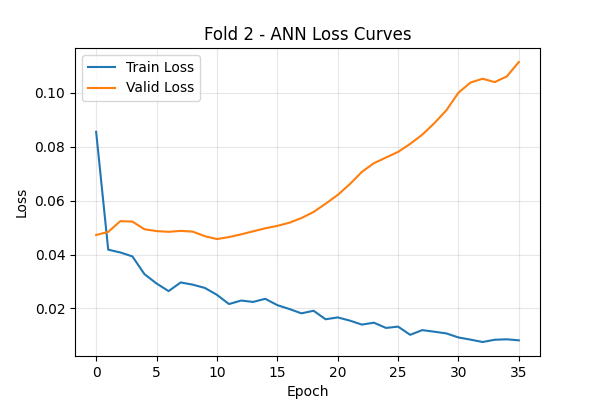 Fold 2 - ANN Loss Curves
Train Loss
Valid Loss
0.10
0.08
0.06
0.04
0.02
Loss
0 5 10 15 20 25 30 35
Epoch